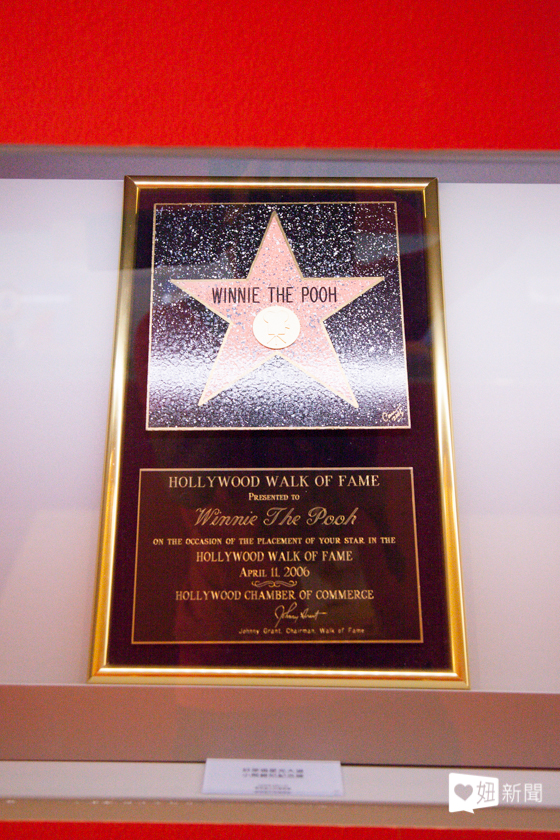 WINNIE THE POOH
HOLLYWOOD WALK OF FAME
PRESENTED TO
Winnie The Pooh
ON THE OCCASION OF THE PLACEMENT OF YOUR STAR IN THE
HOLLYWOOD WALK OF FAME
APRIL 11, 2006
HOLLYWOOD CHAMBER OF COMMERCE
Johnny Grant
Johnny Grant, Chairman, Walk of Fame
妞新聞